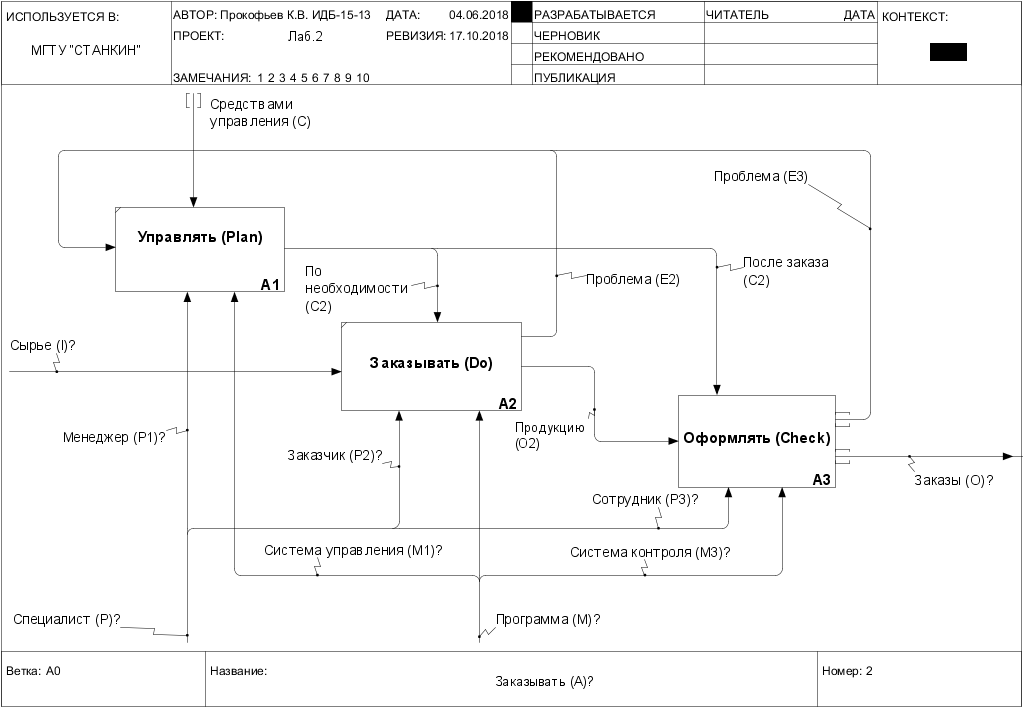 ИСПОЛЬЗУЕТСЯ В:
МГТУ "СТАНКИН"
АВТОР: Прокофьев К.В. ИДБ-15-13
ДАТА: 04.06.2018
ПРОЕКТ: Лаб.2
РЕВИЗИЯ: 17.10.2018
ЗАМЕЧАНИЯ: 1 2 3 4 5 6 7 8 9 10
РАЗРАБАТЫВАЕТСЯ
ЧЕРНОВИК
РЕКОМЕНДОВАНО
ПУБЛИКАЦИЯ
ЧИТАТЕЛЬ ДАТА
КОНТЕКСТ:
Средствами
управления (C)
Проблема (E3)
Управлять (Plan)
A1
По
необходимости
(C2)
Проблема (E2)
После заказа
(C2)
Сырье (I)?
Заказывать (Do)
A2
Менеджер (P1)?
Заказчик (P2)?
Продукцию
(O2)
Оформлять (Check)
A3
Заказы (O)?
Сотрудник (P3)?
Система управления (M1)?
Система контроля (M3)?
Специалист (P)?
Программа (M)?
Ветка: A0
Название:
Заказывать (A)?
Номер: 2